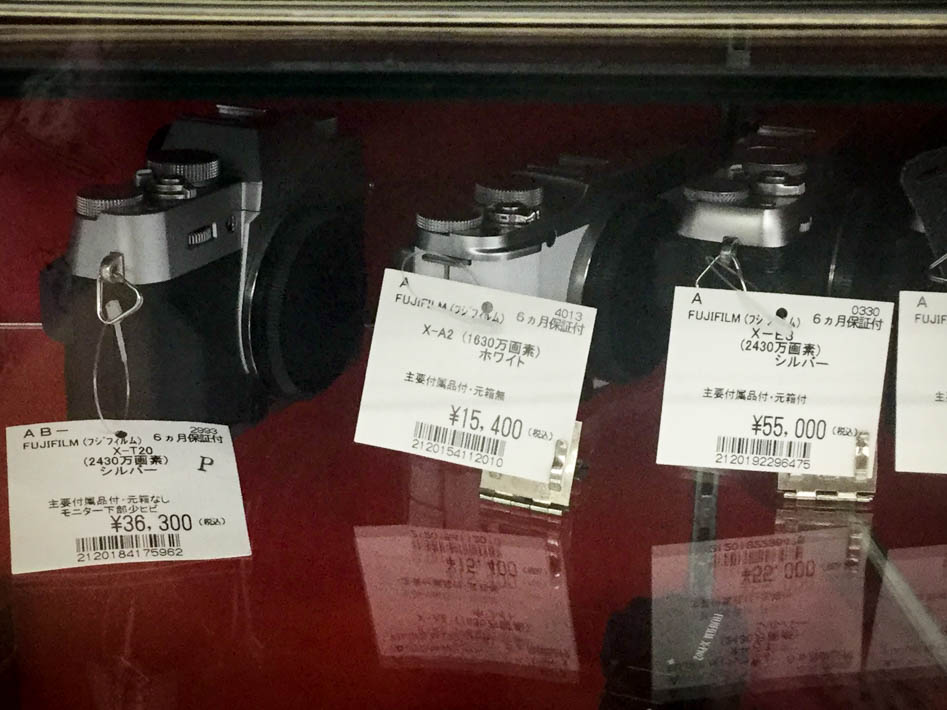 AB-
2993
FUJIFILM (フジフィルム) 6ヵ月保証付
X-T20
(2430万画素)
シルバー
P
主要付属品付・元箱なし
モニター下部少ヒビ
¥36,300 (税込)
2120184175962
A
4013
FUJIFILM (フジフィルム) 6ヵ月保証付
X-A2 (1630万画素)
ホワイト
主要付属品付・元箱無
¥15,400 (税込)
2120154112010
A
0330
FUJIFILM (フジフィルム) 6ヵ月保証付
X-E3
(2430万画素)
シルバー
主要付属品付・元箱付
¥55,000 (税込)
2120192296475
A
FUJIF
主